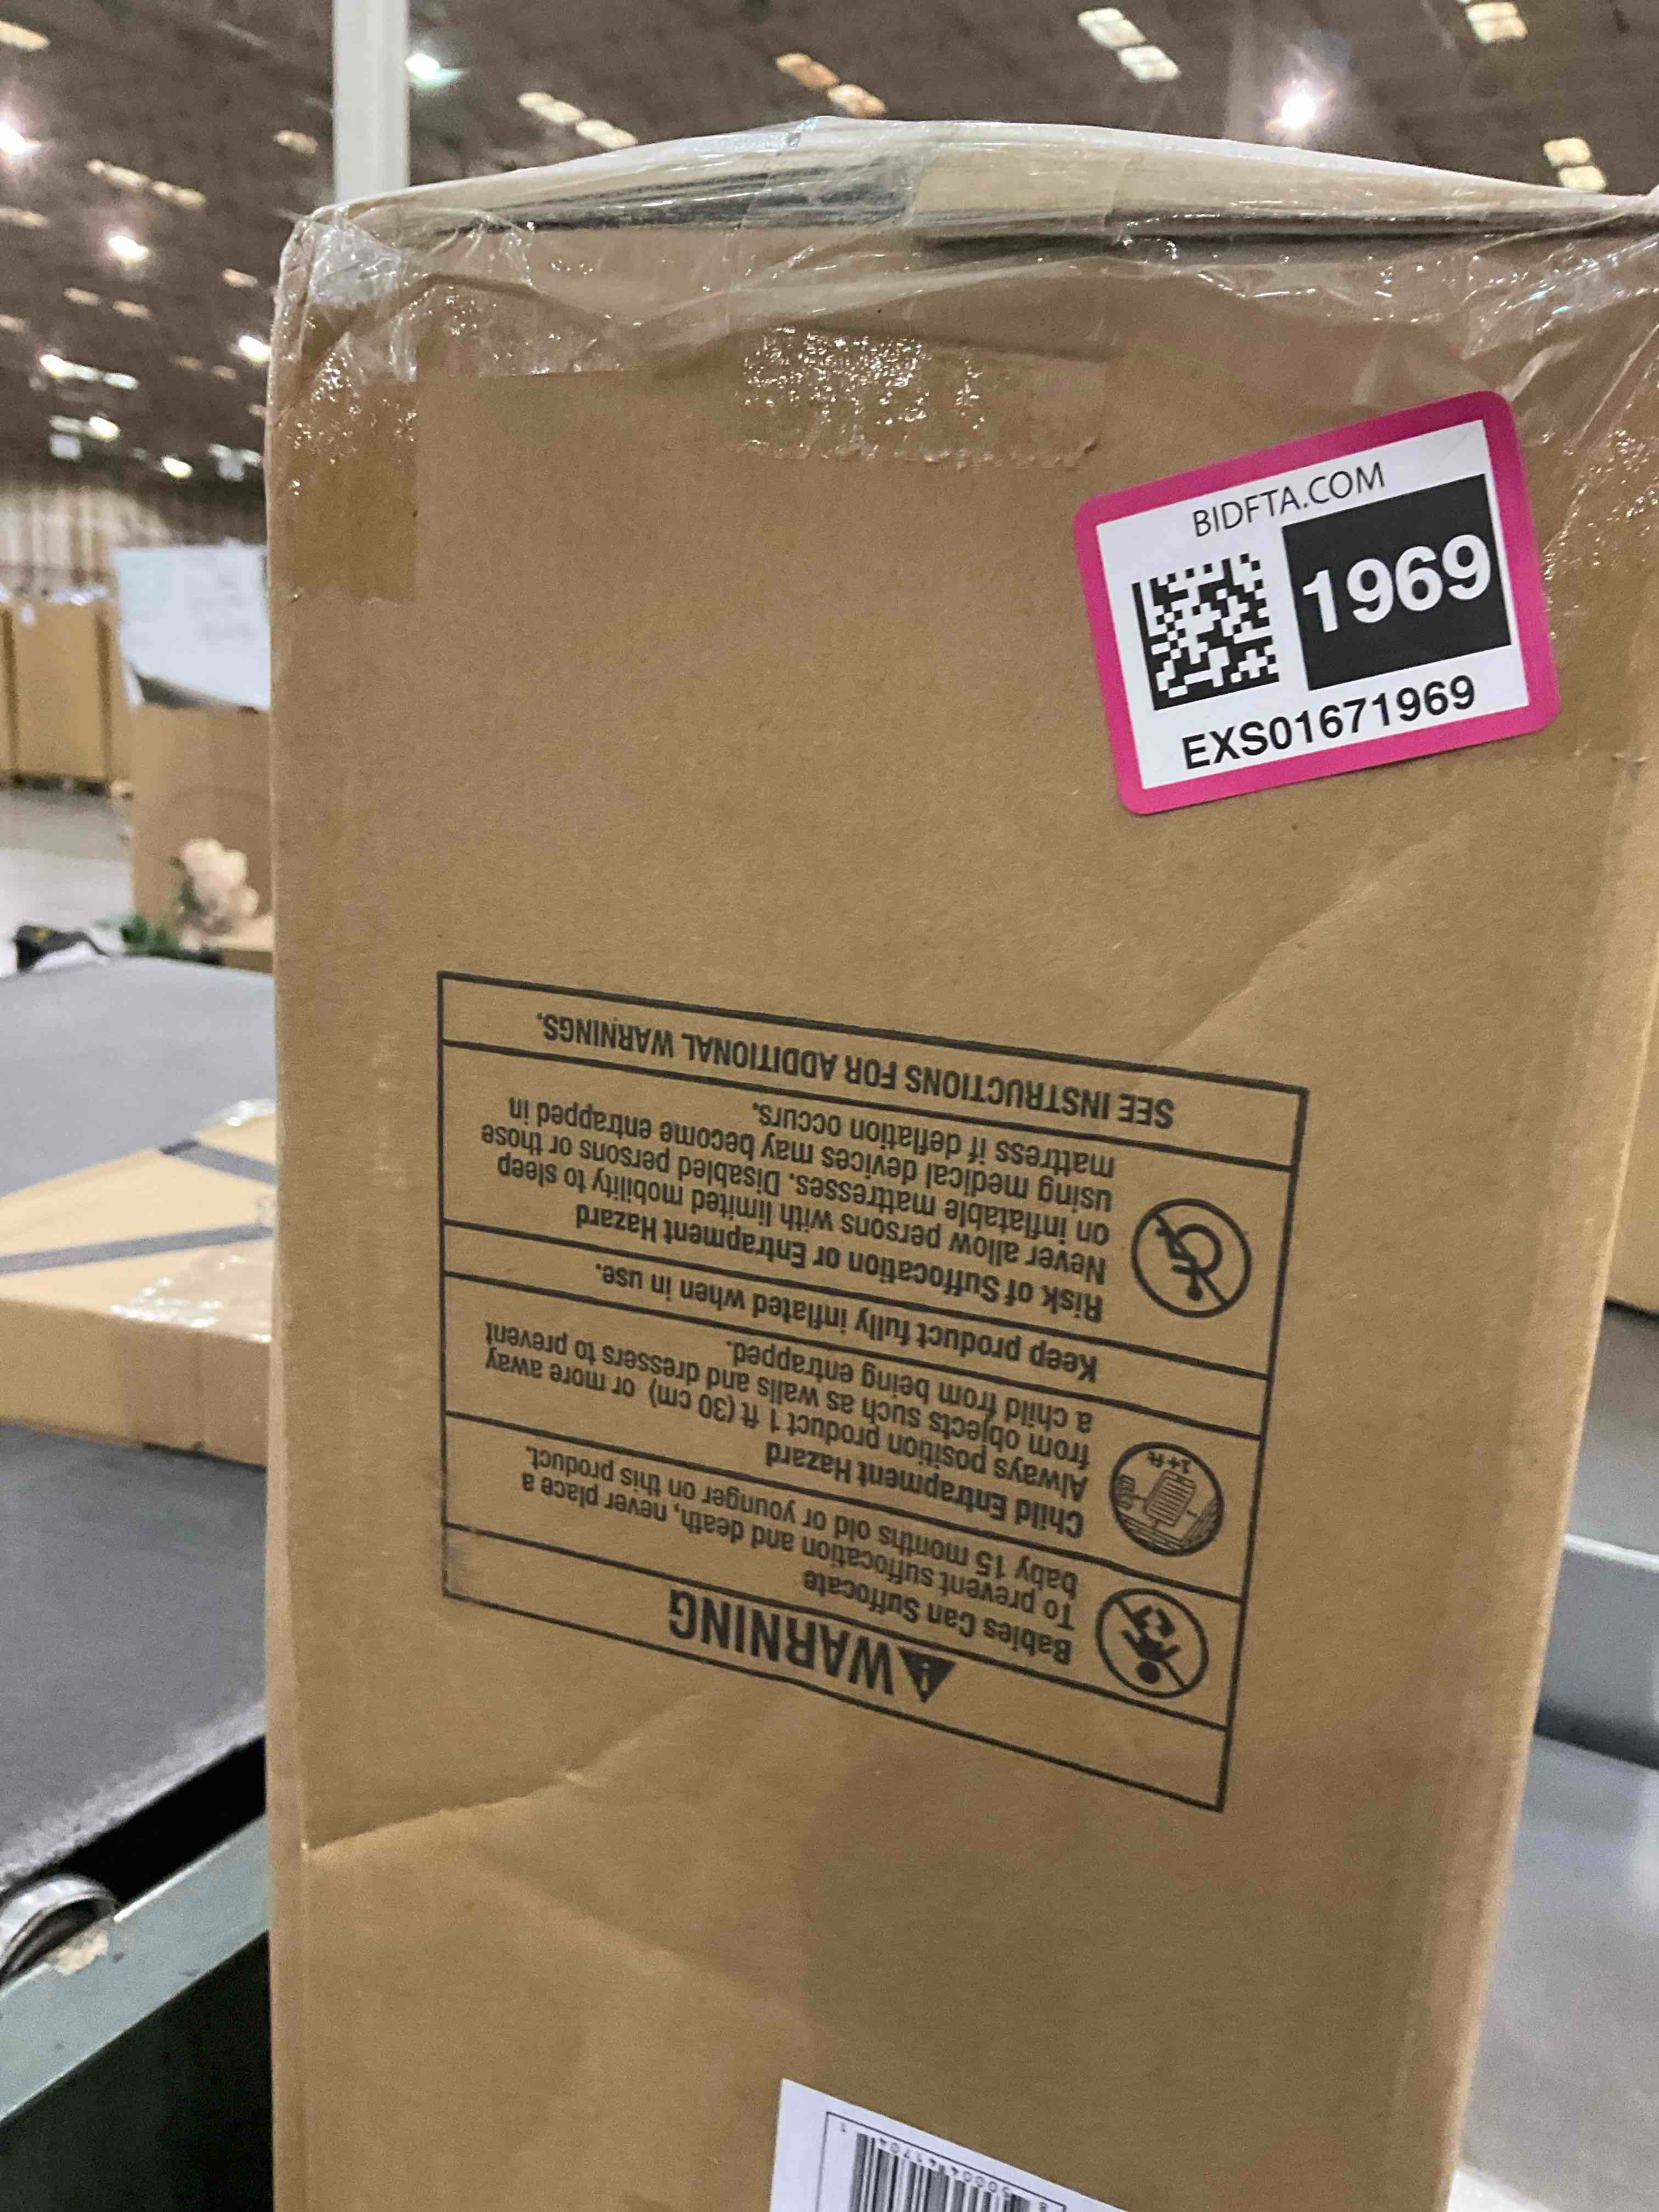 BIDFTA.COM
1969
EXS01671969
WARNING
Babies Can Suffocate
To prevent suffocation and death, never place a
baby 15 months old or younger on this product.
Child Entrapment Hazard
Always position product 1 ft (30 cm) or more away
from objects such as walls and dressers to prevent
a child from being entrapped.
1+ ft
Keep product fully inflated when in use.
Risk of Suffocation or Entrapment Hazard
Never allow persons with limited mobility to sleep
on inflatable mattresses. Disabled persons or those
using medical devices may become entrapped in
mattress if deflation occurs.
SEE INSTRUCTIONS FOR ADDITIONAL WARNINGS.